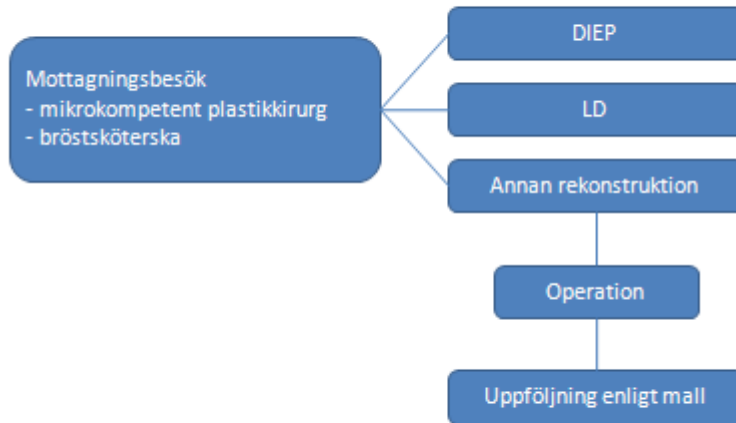 Mottagningsbesök
- mikrokompetent plastikkirurg
- bröstsköterska
DIEP
LD
Annan rekonstruktion
Operation
Uppföljning enligt mall